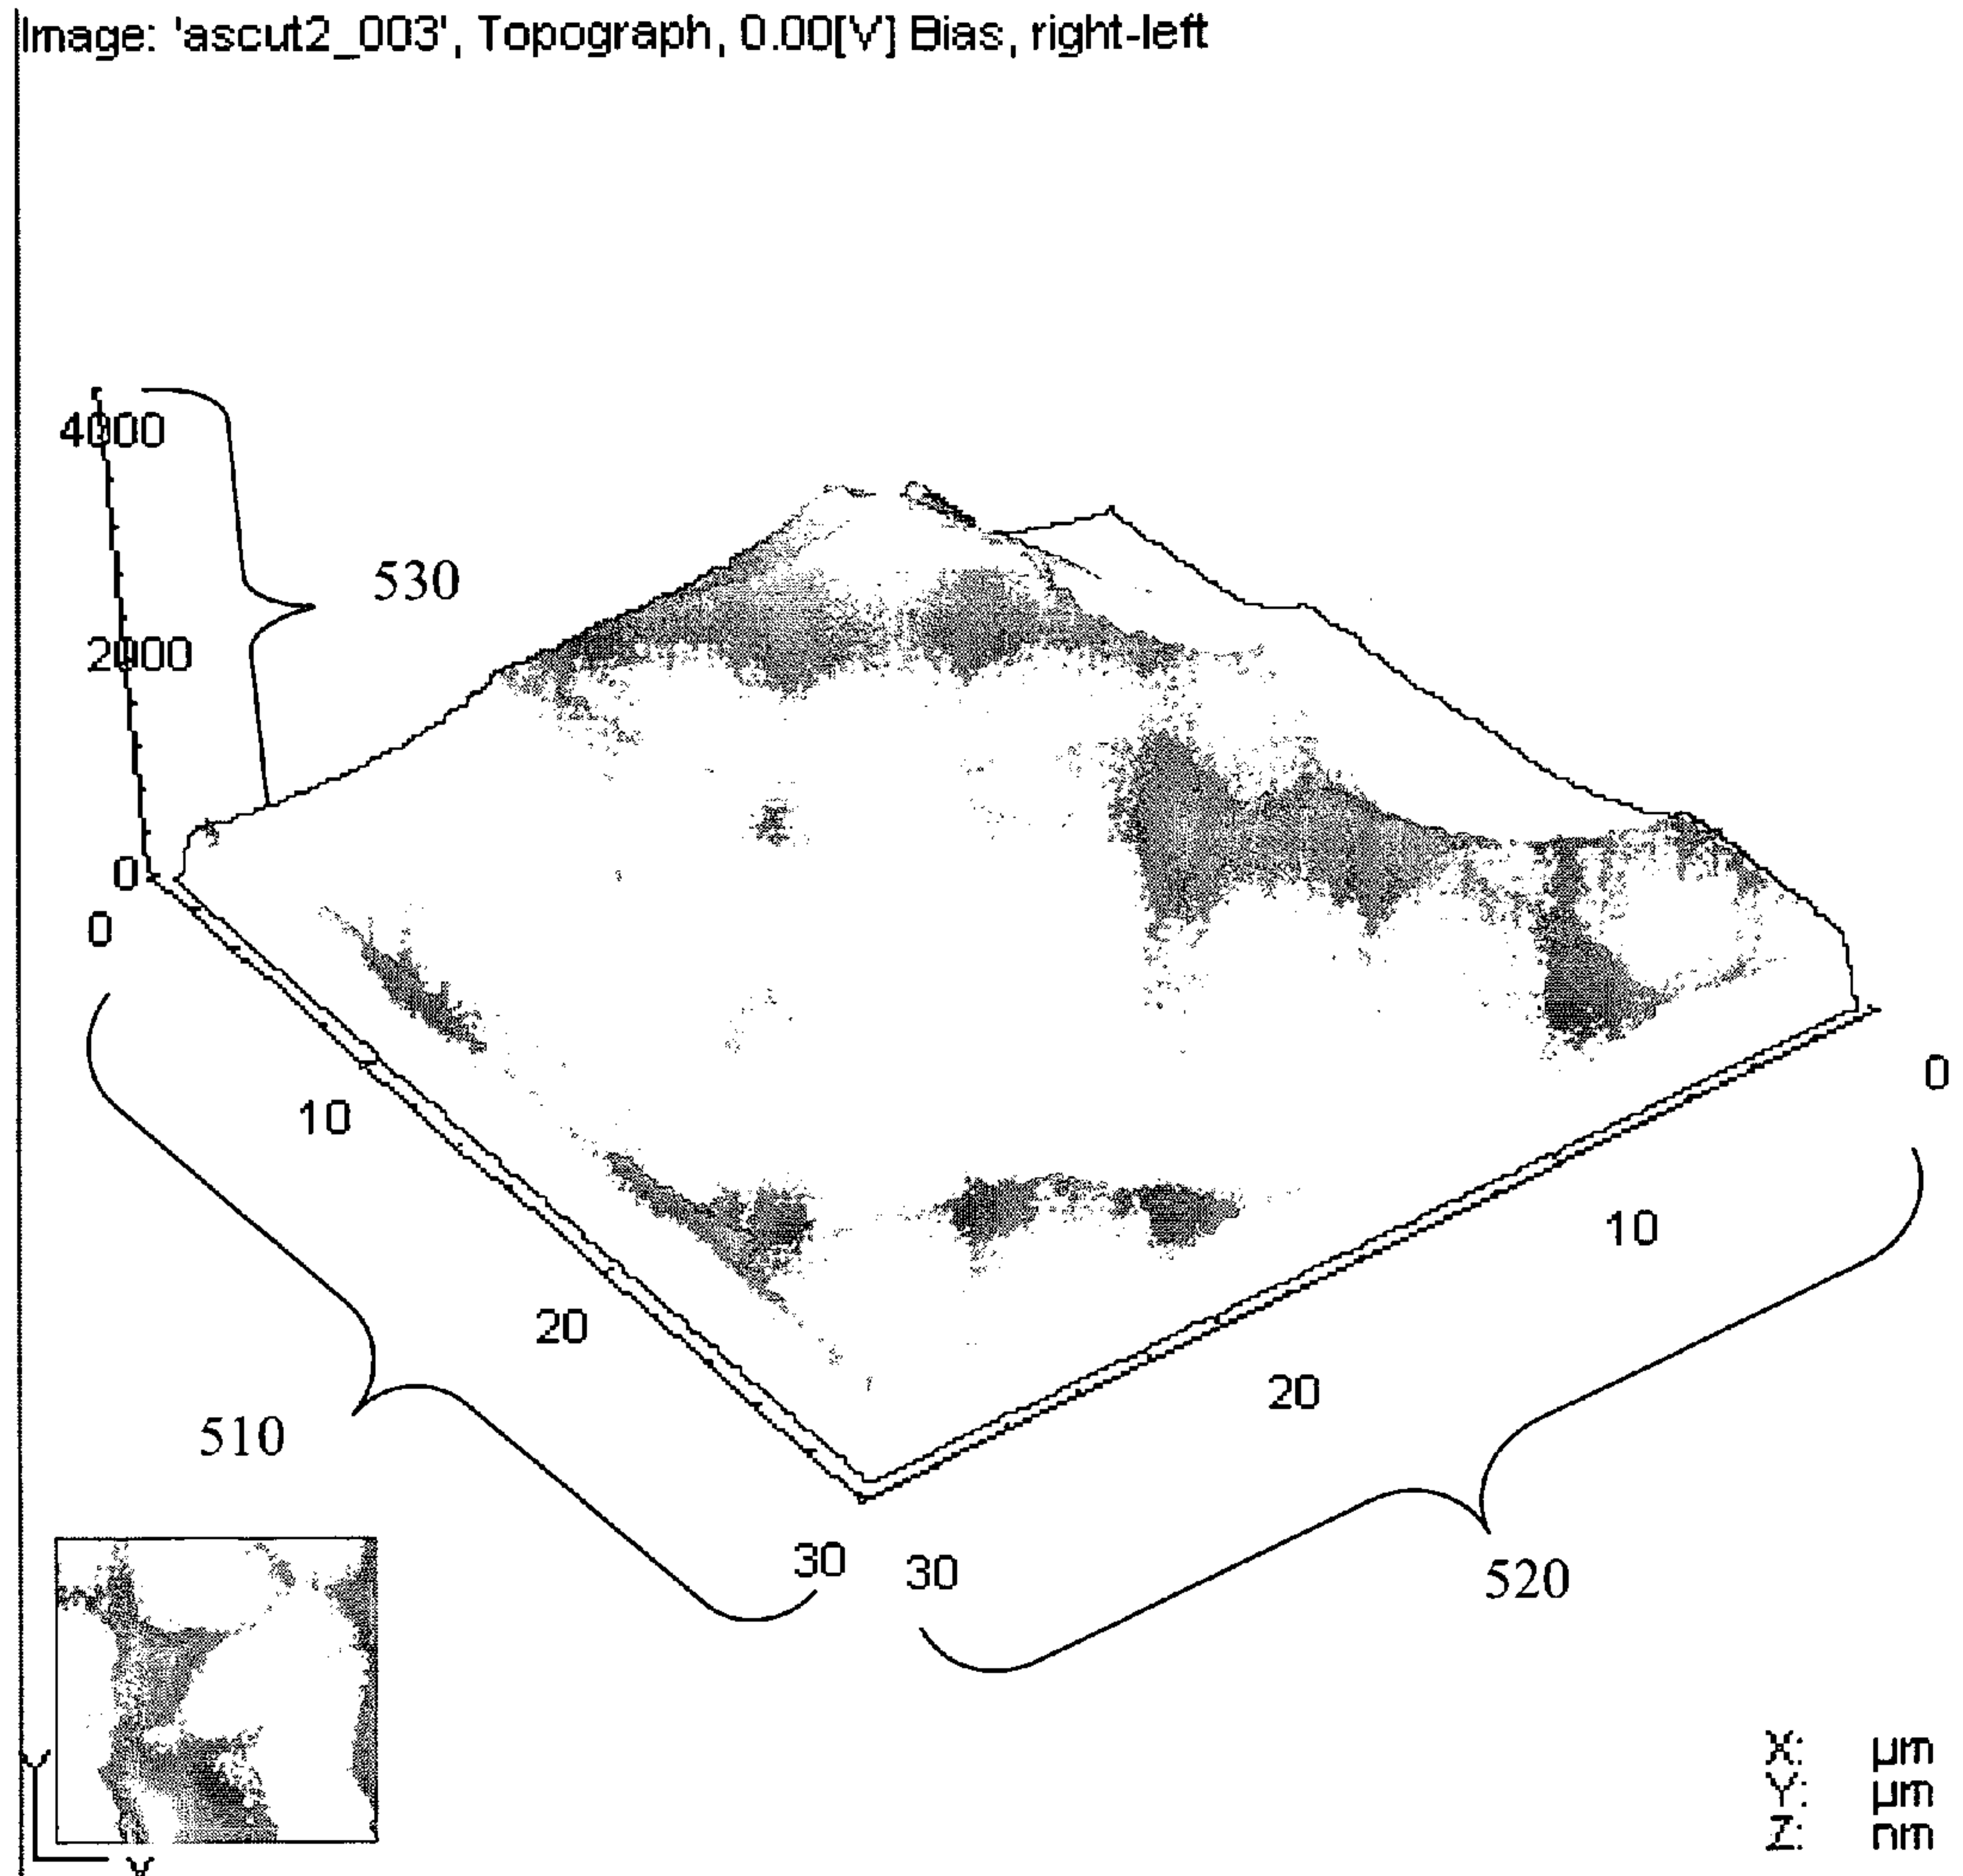 Image: 'ascut2_003', Topograph, 0.00[V] Bias, right-left
4000
530
2000
0
0
0
10
10
20
20
510
30
30
520
X: µm
Y: µm
Z: nm
Y
X